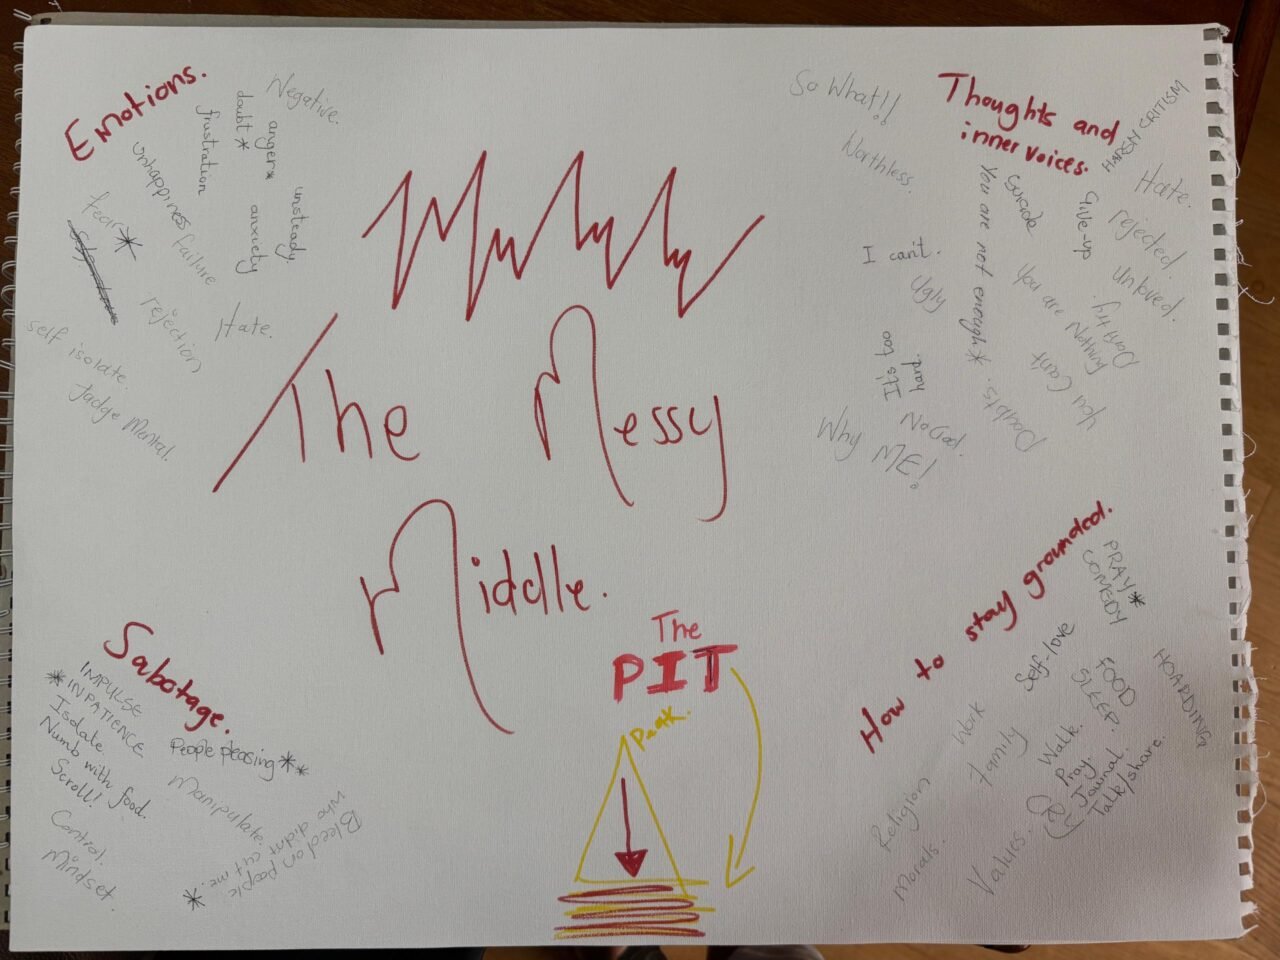 Emotions.
Negative.
doubt*
anger*
frustration
unhappiness
unsteady.
anxiety
fear*
failure
rejection
Hate.
self isolate.
Judge Mental.
The Messy
Middle.
Thoughts and
inner voices.
So What!!
HARSH CRITISM
Worthless.
Hate.
Suicide
Give-up
rejected.
You are not enough*
I can't.
Ugly
unloved.
You are Nothing
It's too
hard.
You Can't
Doubts.
No God.
Why ME!
Sabotage.
IMPULSE
*INPATIENCE
Isolate
Numb with food.
Scroll!
People pleasing**
Manipulate.
Control.
Mindset.
Bleed on people
who didnt cut me.
*
The
PIT
Peak.
How to stay grounded.
PRAY*
COMEDY
Self-love
FOOD
SLEEP.
HOARDING
Work
Family
Walk.
Pray.
Journal.
Talk/share.
Religion
Morals.
Values.